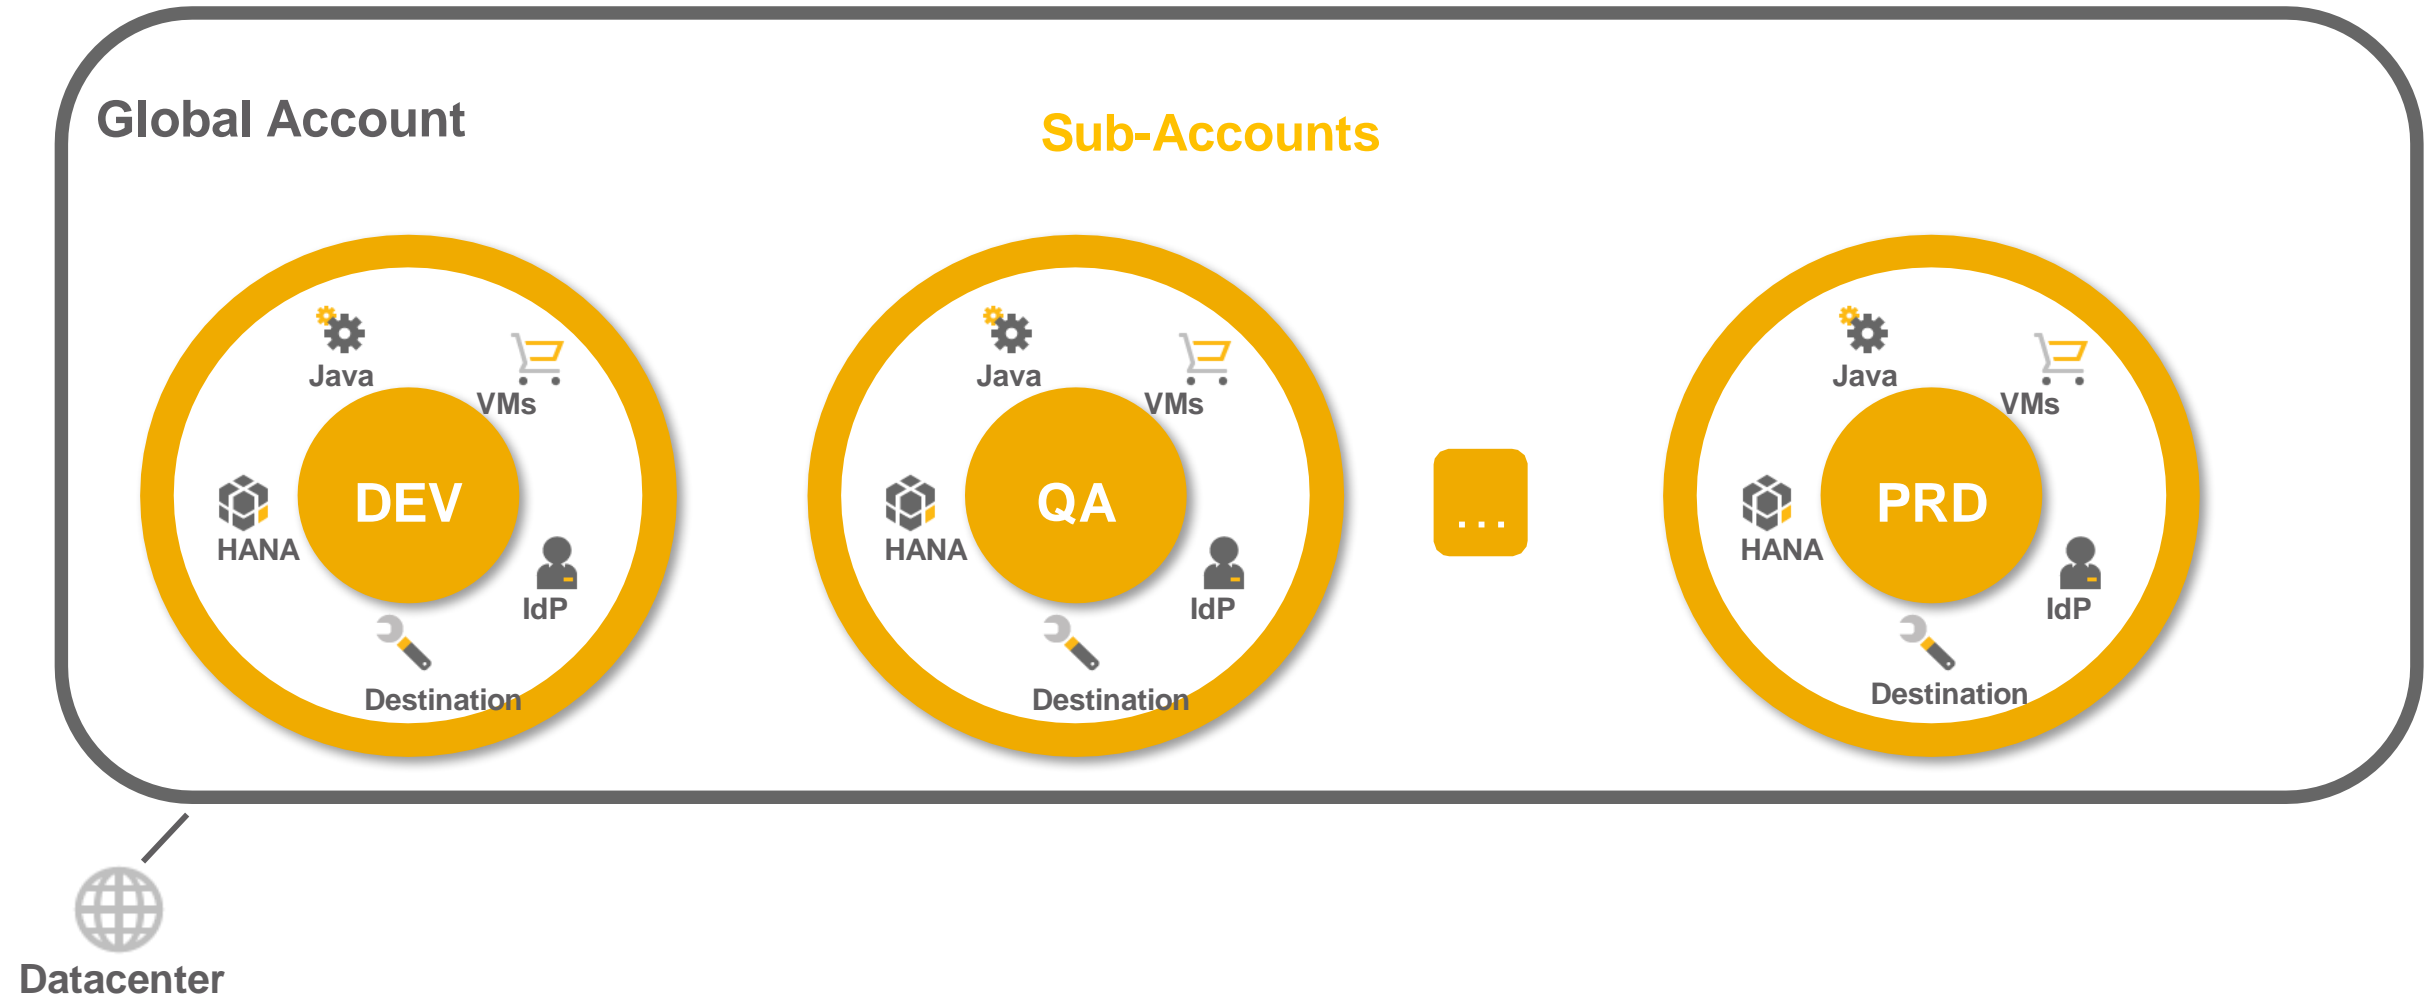 Global Account
Sub-Accounts
Java
VMs
DEV
HANA
IdP
Destination
Java
VMs
QA
HANA
IdP
Destination
...
Java
VMs
PRD
HANA
IdP
Destination
Datacenter